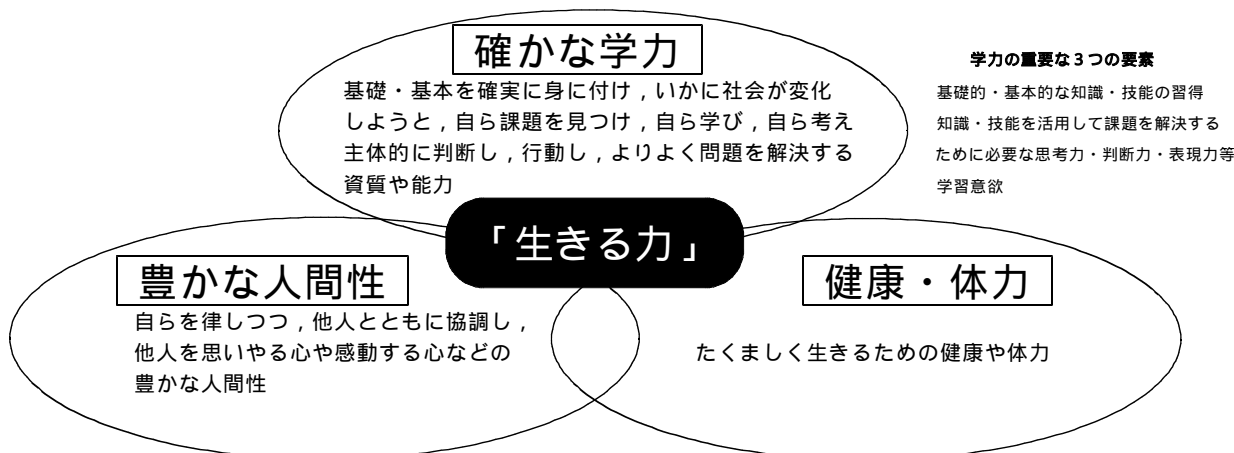 確かな学力
基礎・基本を確実に身に付け,いかに社会が変化
しようと,自ら課題を見つけ,自ら学び,自ら考え
主体的に判断し,行動し,よりよく問題を解決する
資質や能力
学力の重要な3つの要素
基礎的・基本的な知識・技能の習得
知識・技能を活用して課題を解決する
ために必要な思考力・判断力・表現力等
学習意欲
「生きる力」
豊かな人間性
自らを律しつつ,他人とともに協調し,
他人を思いやる心や感動する心などの
豊かな人間性
健康・体力
たくましく生きるための健康や体力